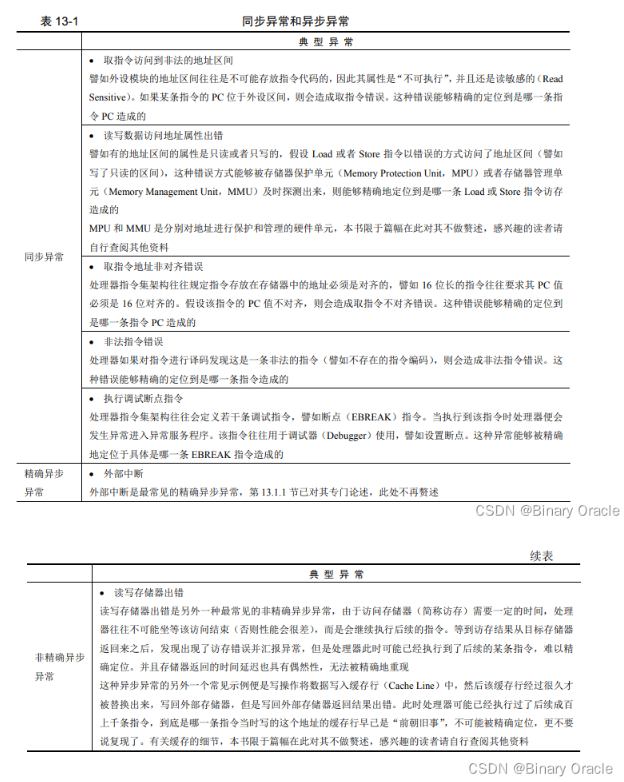 表 13-1 同步异常和异步异常
典 型 异 常
同步异常
● 取指令访问到非法的地址区间
譬如外设模块的地址区间往往是不可能存放指令代码的，因此其属性是“不可执行”，并且还是读敏感的（Read
Sensitive）。如果某条指令的 PC 位于外设区间，则会造成取指令错误。这种错误能够精确的定位到是哪一条指
令 PC 造成的
● 读写数据访问地址属性出错
譬如有的地址区间的属性是只读或者只写的，假设 Load 或者 Store 指令以错误的方式访问了地址区间（譬如
写了只读的区间），这种错误方式能够被存储器保护单元（Memory Protection Unit，MPU）或者存储器管理单
元（Memory Management Unit，MMU）及时探测出来，则能够精确地定位到是哪一条 Load 或 Store 指令访存
造成的
MPU 和 MMU 是分别对地址进行保护和管理的硬件单元，本书限于篇幅在此对其不做赘述，感兴趣的读者请
自行查阅其他资料
● 取指令地址非对齐错误
处理器指令集架构往往规定指令存放在存储器中的地址必须是对齐的，譬如 16 位长的指令往往要求其 PC 值
必须是 16 位对齐的。假设该指令的 PC 值不对齐，则会造成取指令不对齐错误。这种错误能够精确的定位到
是哪一条指令 PC 造成的
● 非法指令错误
处理器如果对指令进行译码发现这是一条非法的指令（譬如不存在的指令编码），则会造成非法指令错误。这
种错误能够精确的定位到是哪一条指令造成的
● 执行调试断点指令
处理器指令集架构往往会定义若干条调试指令，譬如断点（EBREAK）指令。当执行到该指令时处理器便会
发生异常进入异常服务程序。该指令往往用于调试器（Debugger）使用，譬如设置断点。这种异常能够被精确
地定位于具体是哪一条 EBREAK 指令造成的
精确异步
异常
● 外部中断
外部中断是最常见的精确异步异常，第 13.1.1 节已对其专门论述，此处不再赘述
CSDN @Binary Oracle
续表
典 型 异 常
非精确异步
异常
● 读写存储器出错
读写存储器出错是另外一种最常见的非精确异步异常，由于访问存储器（简称访存）需要一定的时间，处理
器往往不可能坐等该访问结束（否则性能会很差），而是会继续执行后续的指令。等到访存结果从目标存储器
返回来之后，发现出现了访存错误并汇报异常，但是处理器此时可能已经执行到了后续的某条指令，难以精
确定位。并且存储器返回的时间延迟也具有偶然性，无法被精确地重现
这种异步异常的另外一个常见示例便是写操作将数据写入缓存行（Cache Line）中，然后该缓存行经过很久才
被替换出来，写回外部存储器，但是写回外部存储器返回结果出错。此时处理器可能已经执行过了后续成百
上千条指令，到底是哪一条指令当时写的这个地址的缓存行早已是“前朝旧事”，不可能被精确定位，更不要
说复现了。有关缓存的细节，本书限于篇幅在此对其不做赘述，感兴趣的读者请自行查阅其他资料
CSDN @Binary Oracle